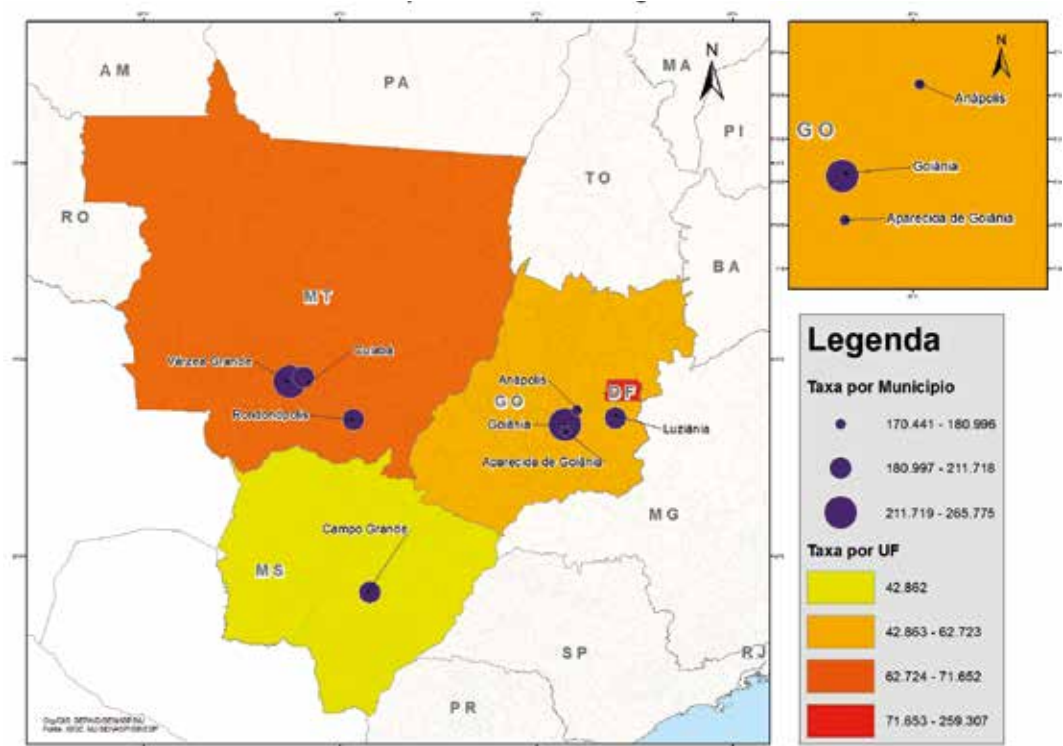 AM
PA
MA
PI
TO
RO
BA
MT
Várzea Grande
Cuiabá
Rondonópolis
Anápolis
GO
DF
Goiânia
Luziânia
Aparecida de Goiânia
MG
Campo Grande
MS
SP
RJ
PR
N
N
Anápolis
GO
Goiânia
Aparecida de Goiânia
Legenda
Taxa por Municipio
170.441 - 180.996
180.997 - 211.718
211.719 - 265.775
Taxa por UF
42.862
42.863 - 62.723
62.724 - 71.652
71.653 - 259.307